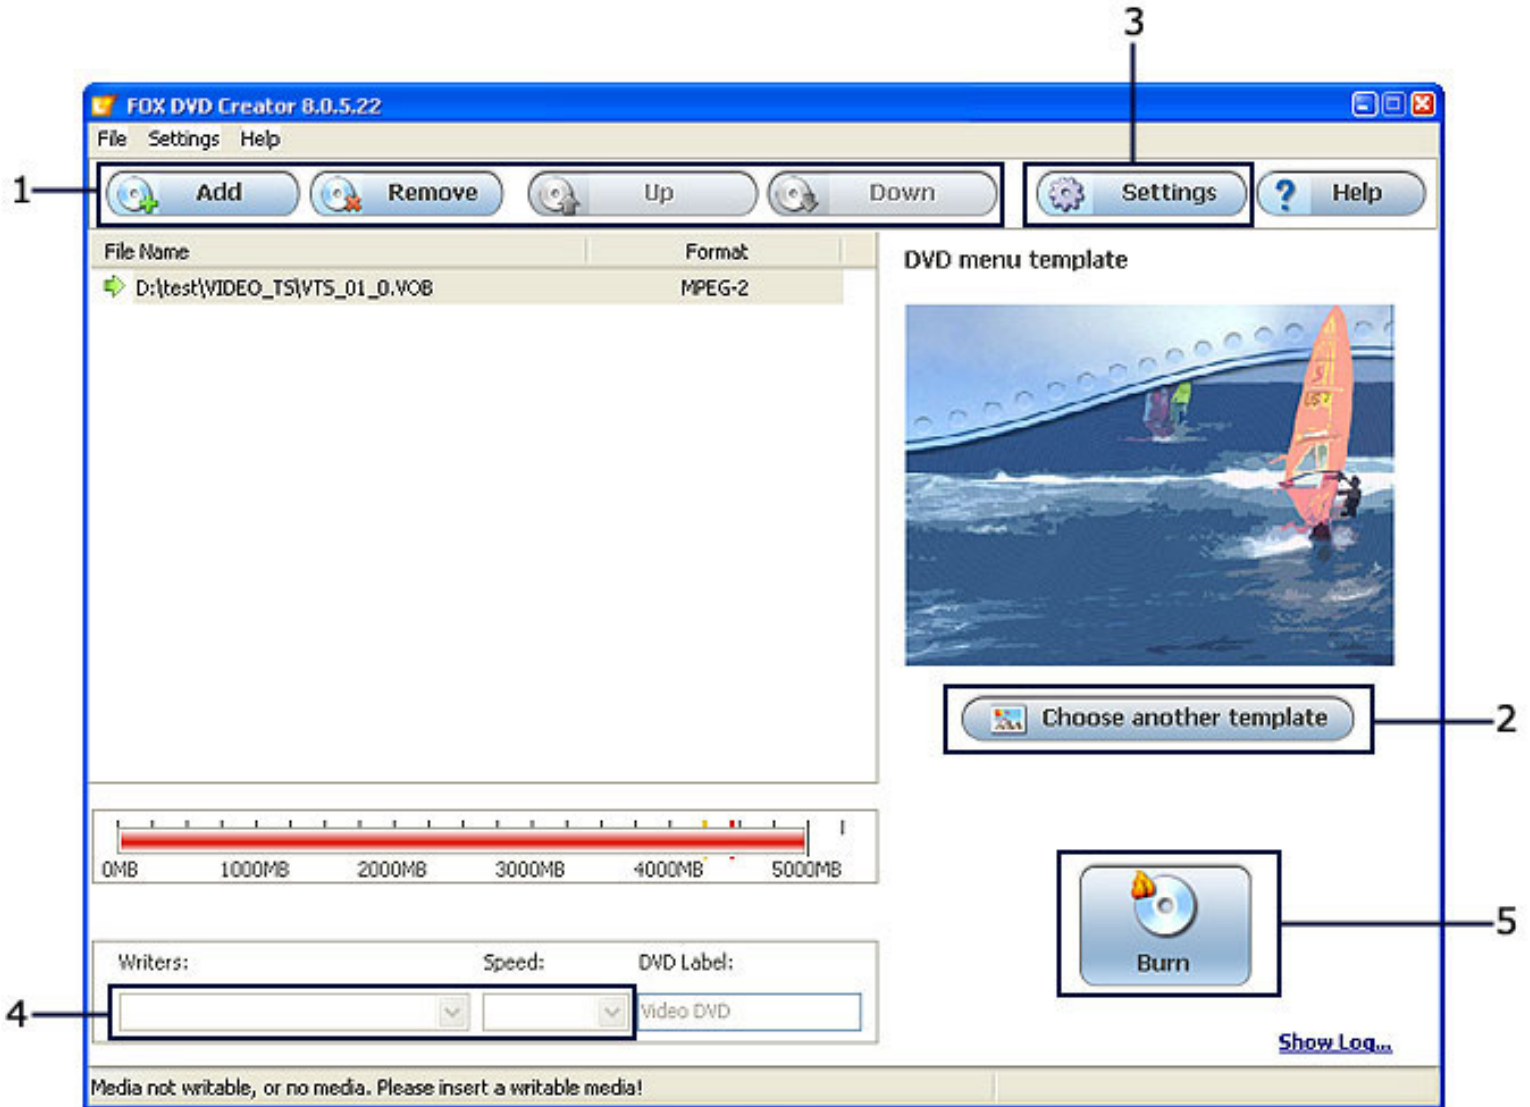 3
FOX DVD Creator 8.0.5.22
File Settings Help
1
Add Remove Up Down Settings ? Help
File Name Format
D:\test\VIDEO_TS\VTS_01_0.VOB MPEG-2
DVD menu template
Choose another template
2
0MB 1000MB 2000MB 3000MB 4000MB 5000MB
Burn
5
Writers: Speed: DVD Label:
4
Video DVD
Show Log...
Media not writable, or no media. Please insert a writable media!